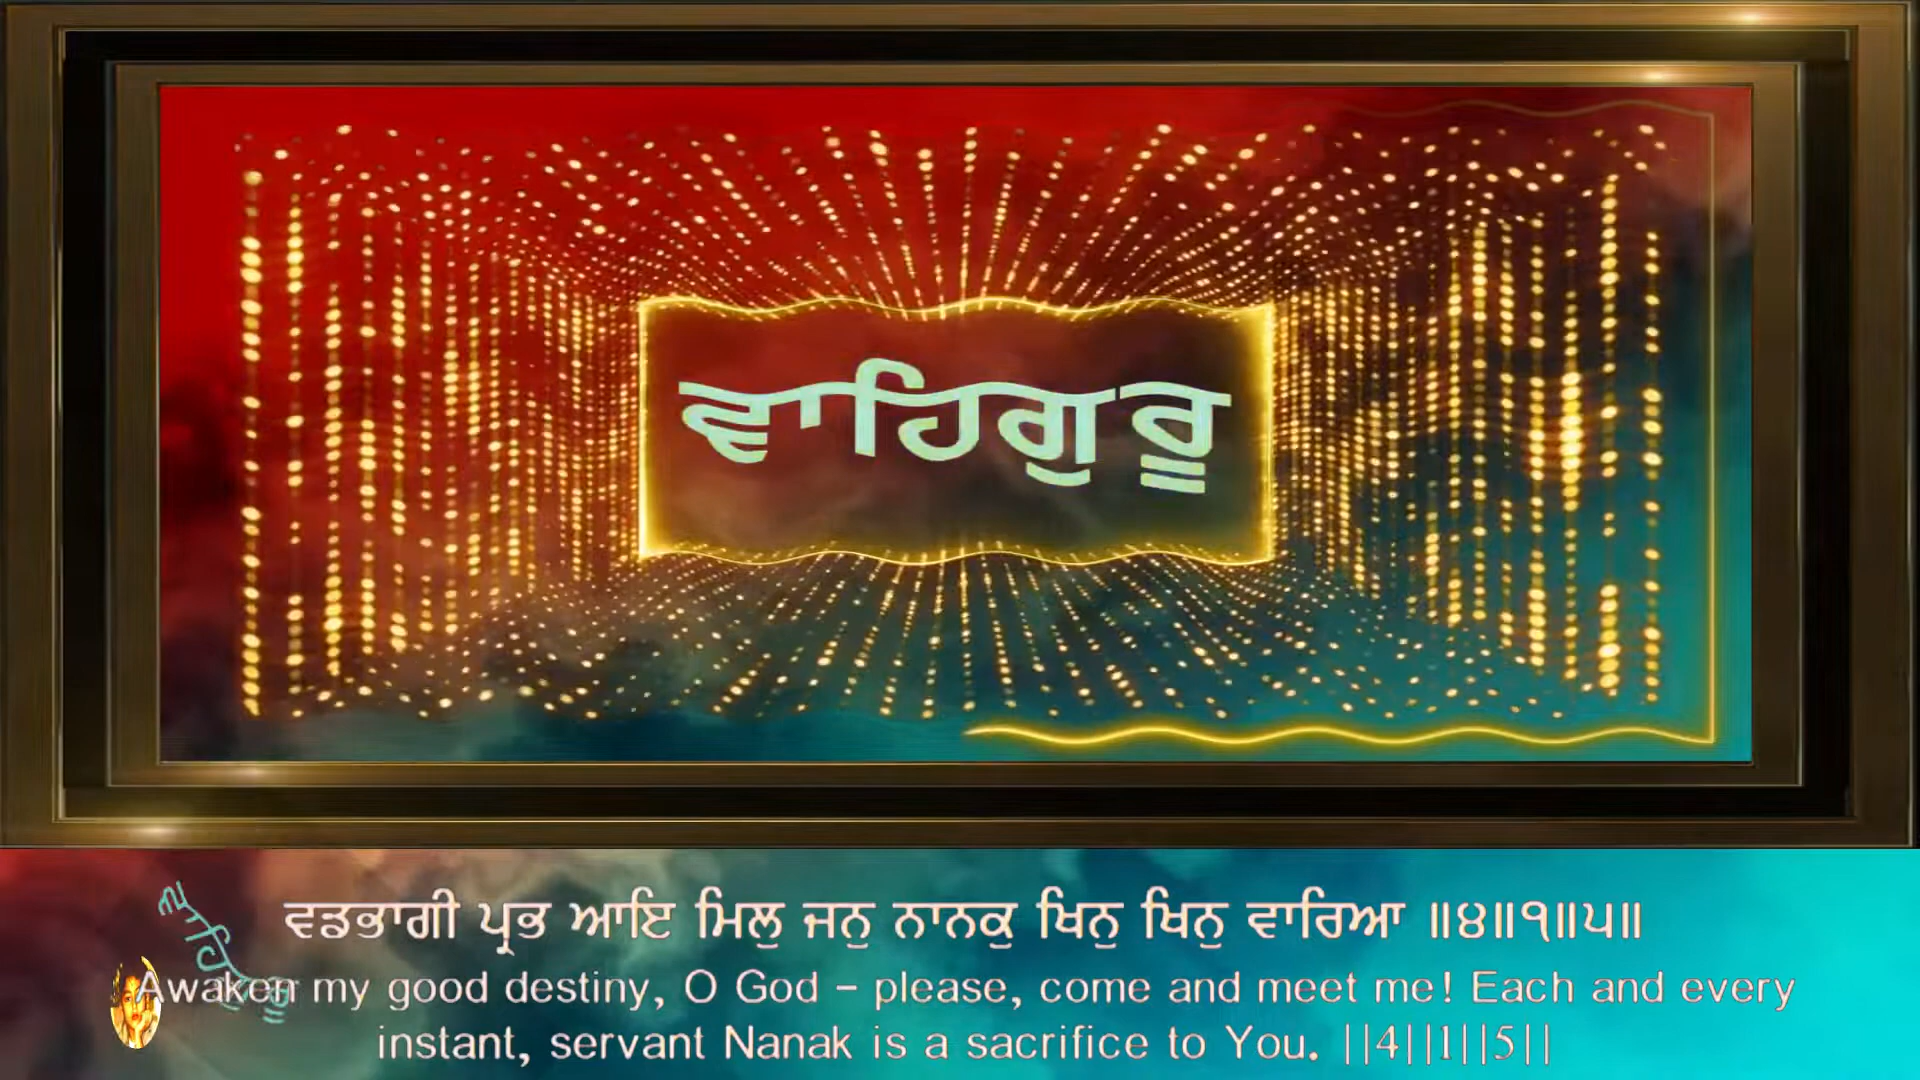 ਵਾਹਿਗੁਰੂ
ਵਡਭਾਗੀ ਪ੍ਰਭ ਆਇ ਮਿਲੁ ਜਨੁ ਨਾਨਕੁ ਖਿਨੁ ਖਿਨੁ ਵਾਰਿਆ ॥੪॥੧॥੫॥
ਵਾਹਿਗੁਰੂ
Awaken my good destiny, O God – please, come and meet me! Each and every
instant, servant Nanak is a sacrifice to You. ||4||1||5||